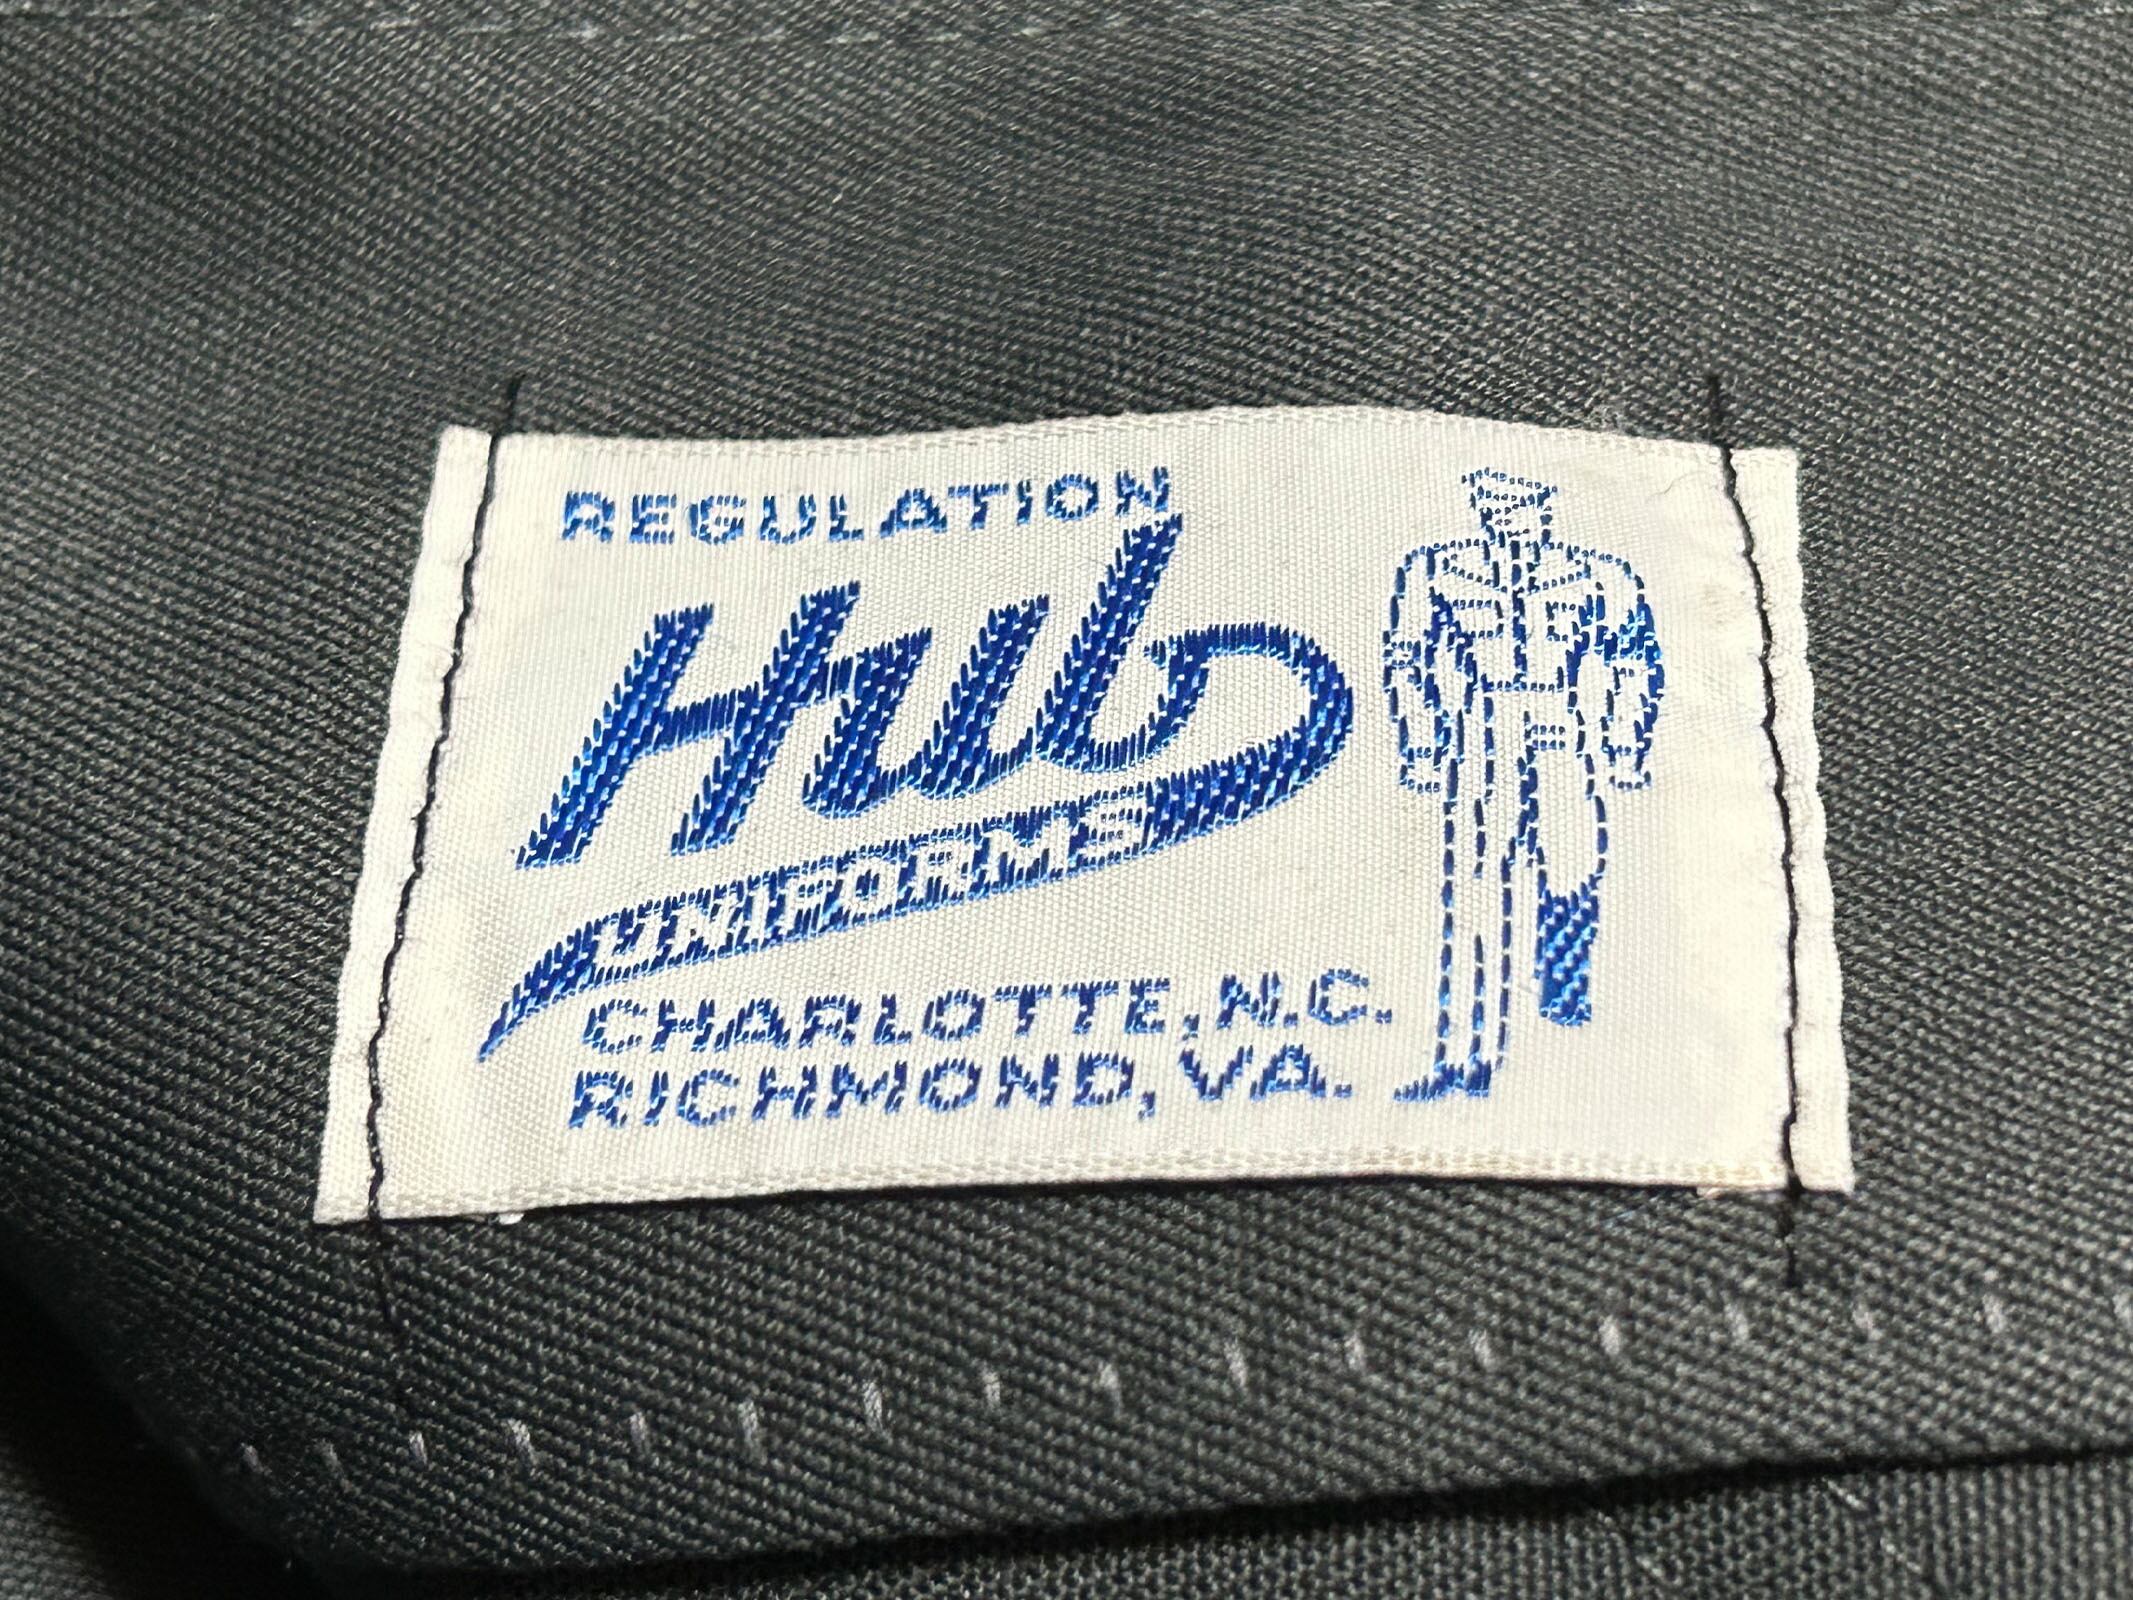 REGULATION
Hub
UNIFORMS
CHARLOTTE, N.C.
RICHMOND, VA.